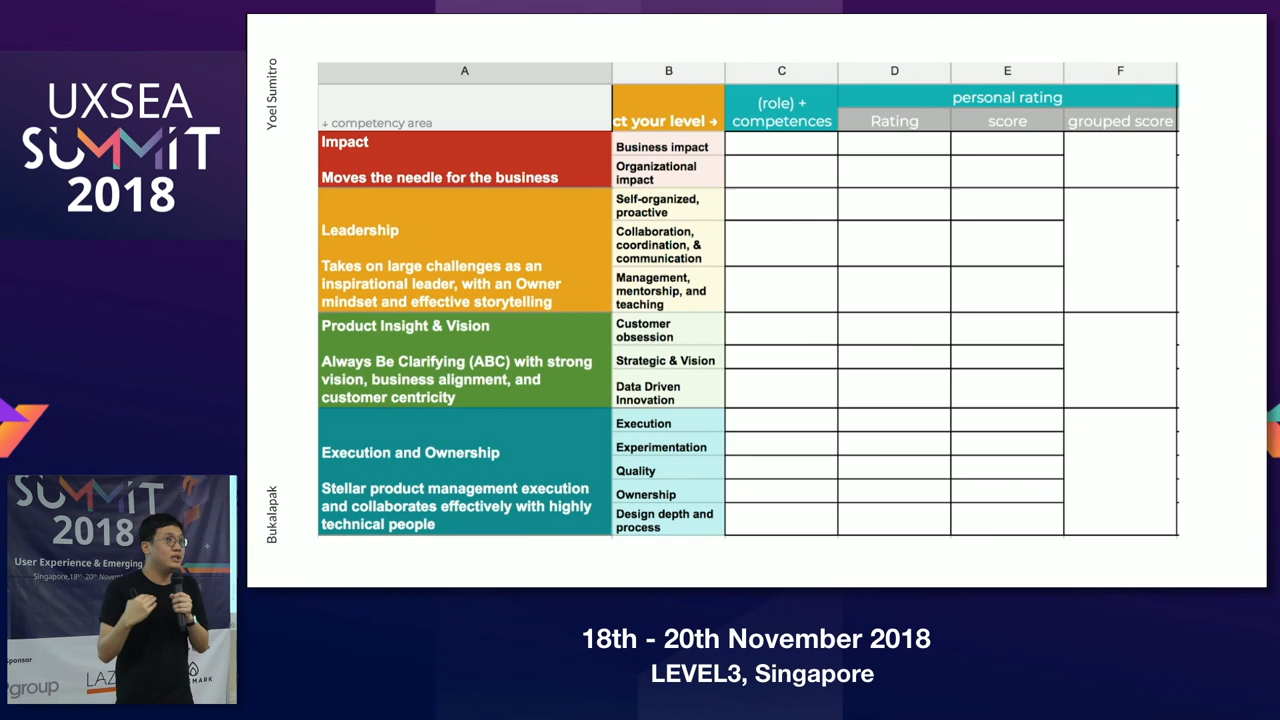 UXSEA
SUMMIT
2018
Yoel Sumitro
Bukalapak
A
B
C
D
E
F
↓ competency area
ct your level →
(role) +
competences
personal rating
Rating
score
grouped score
Impact
Moves the needle for the business
Business impact
Organizational
impact
Leadership
Takes on large challenges as an
inspirational leader, with an Owner
mindset and effective storytelling
Self-organized,
proactive
Collaboration,
coordination, &
communication
Management,
mentorship, and
teaching
Product Insight & Vision
Always Be Clarifying (ABC) with strong
vision, business alignment, and
customer centricity
Customer
obsession
Strategic & Vision
Data Driven
Innovation
Execution and Ownership
Stellar product management execution
and collaborates effectively with highly
technical people
Execution
Experimentation
Quality
Ownership
Design depth and
process
SUMMIT
2018
User Experience & Emerging
Singapore,18th -20th Novem
ponsor
group
LAZ
MARK
18th - 20th November 2018
LEVEL3, Singapore